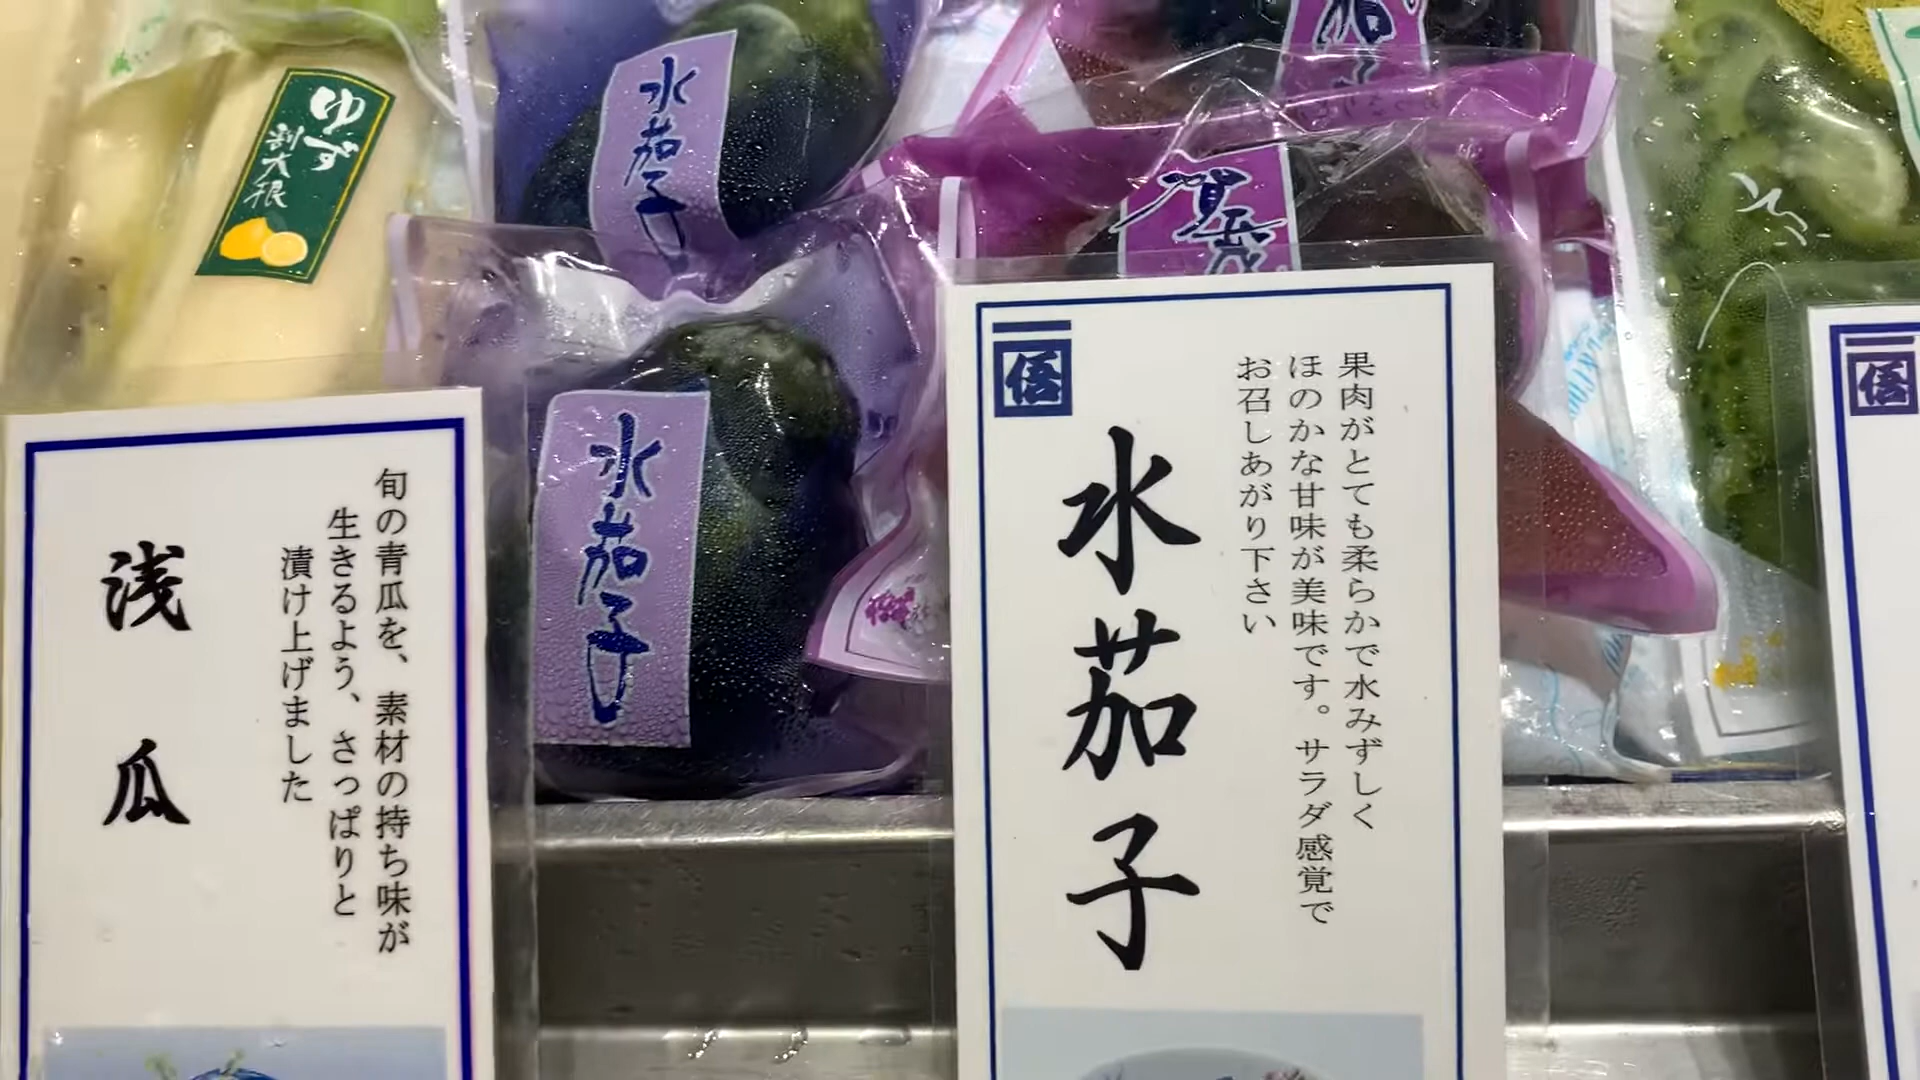 ゆず
割大根
水茄子
水茄子
茄子
賀茂
旬の青瓜を、素材の持ち味が
生きるよう、さっぱりと
漬け上げました
浅瓜
果肉がとても柔らかで水みずしく
ほのかな甘味が美味です。サラダ感覚で
お召しあがり下さい
水茄子